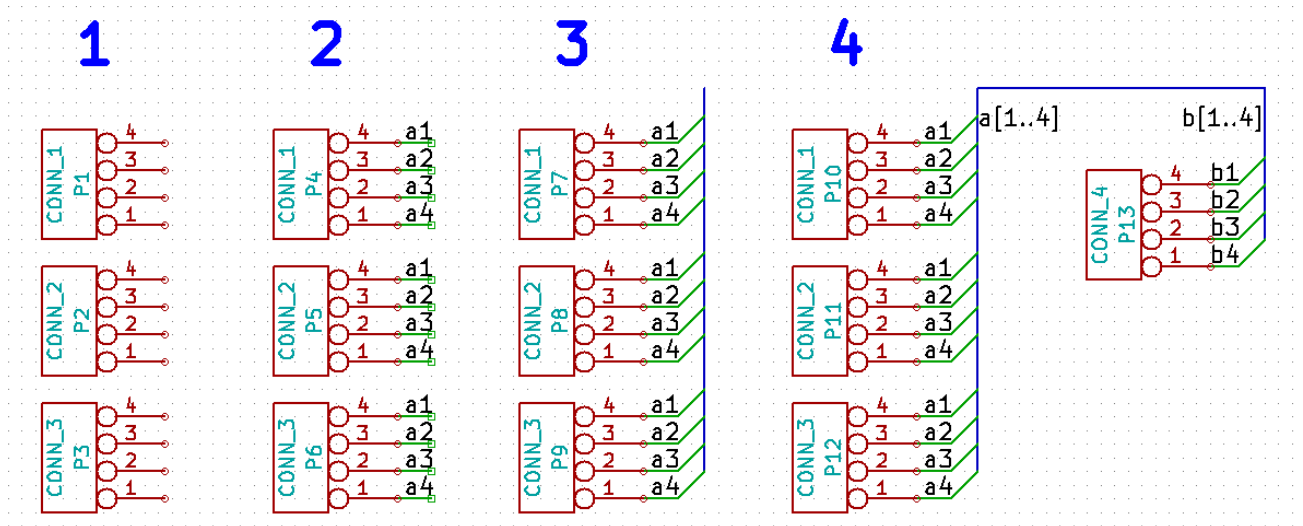 1
2
3
4
CONN_1
P1
4
3
2
1
CONN_2
P2
4
3
2
1
CONN_3
P3
4
3
2
1
CONN_1
P4
4 a1
3 a2
2 a3
1 a4
CONN_2
P5
4 a1
3 a2
2 a3
1 a4
CONN_3
P6
4 a1
3 a2
2 a3
1 a4
CONN_1
P7
4 a1
3 a2
2 a3
1 a4
CONN_2
P8
4 a1
3 a2
2 a3
1 a4
CONN_3
P9
4 a1
3 a2
2 a3
1 a4
CONN_1
P10
4 a1
3 a2
2 a3
1 a4
CONN_2
P11
4 a1
3 a2
2 a3
1 a4
CONN_3
P12
4 a1
3 a2
2 a3
1 a4
a[1..4]
b[1..4]
CONN_4
P13
4 b1
3 b2
2 b3
1 b4